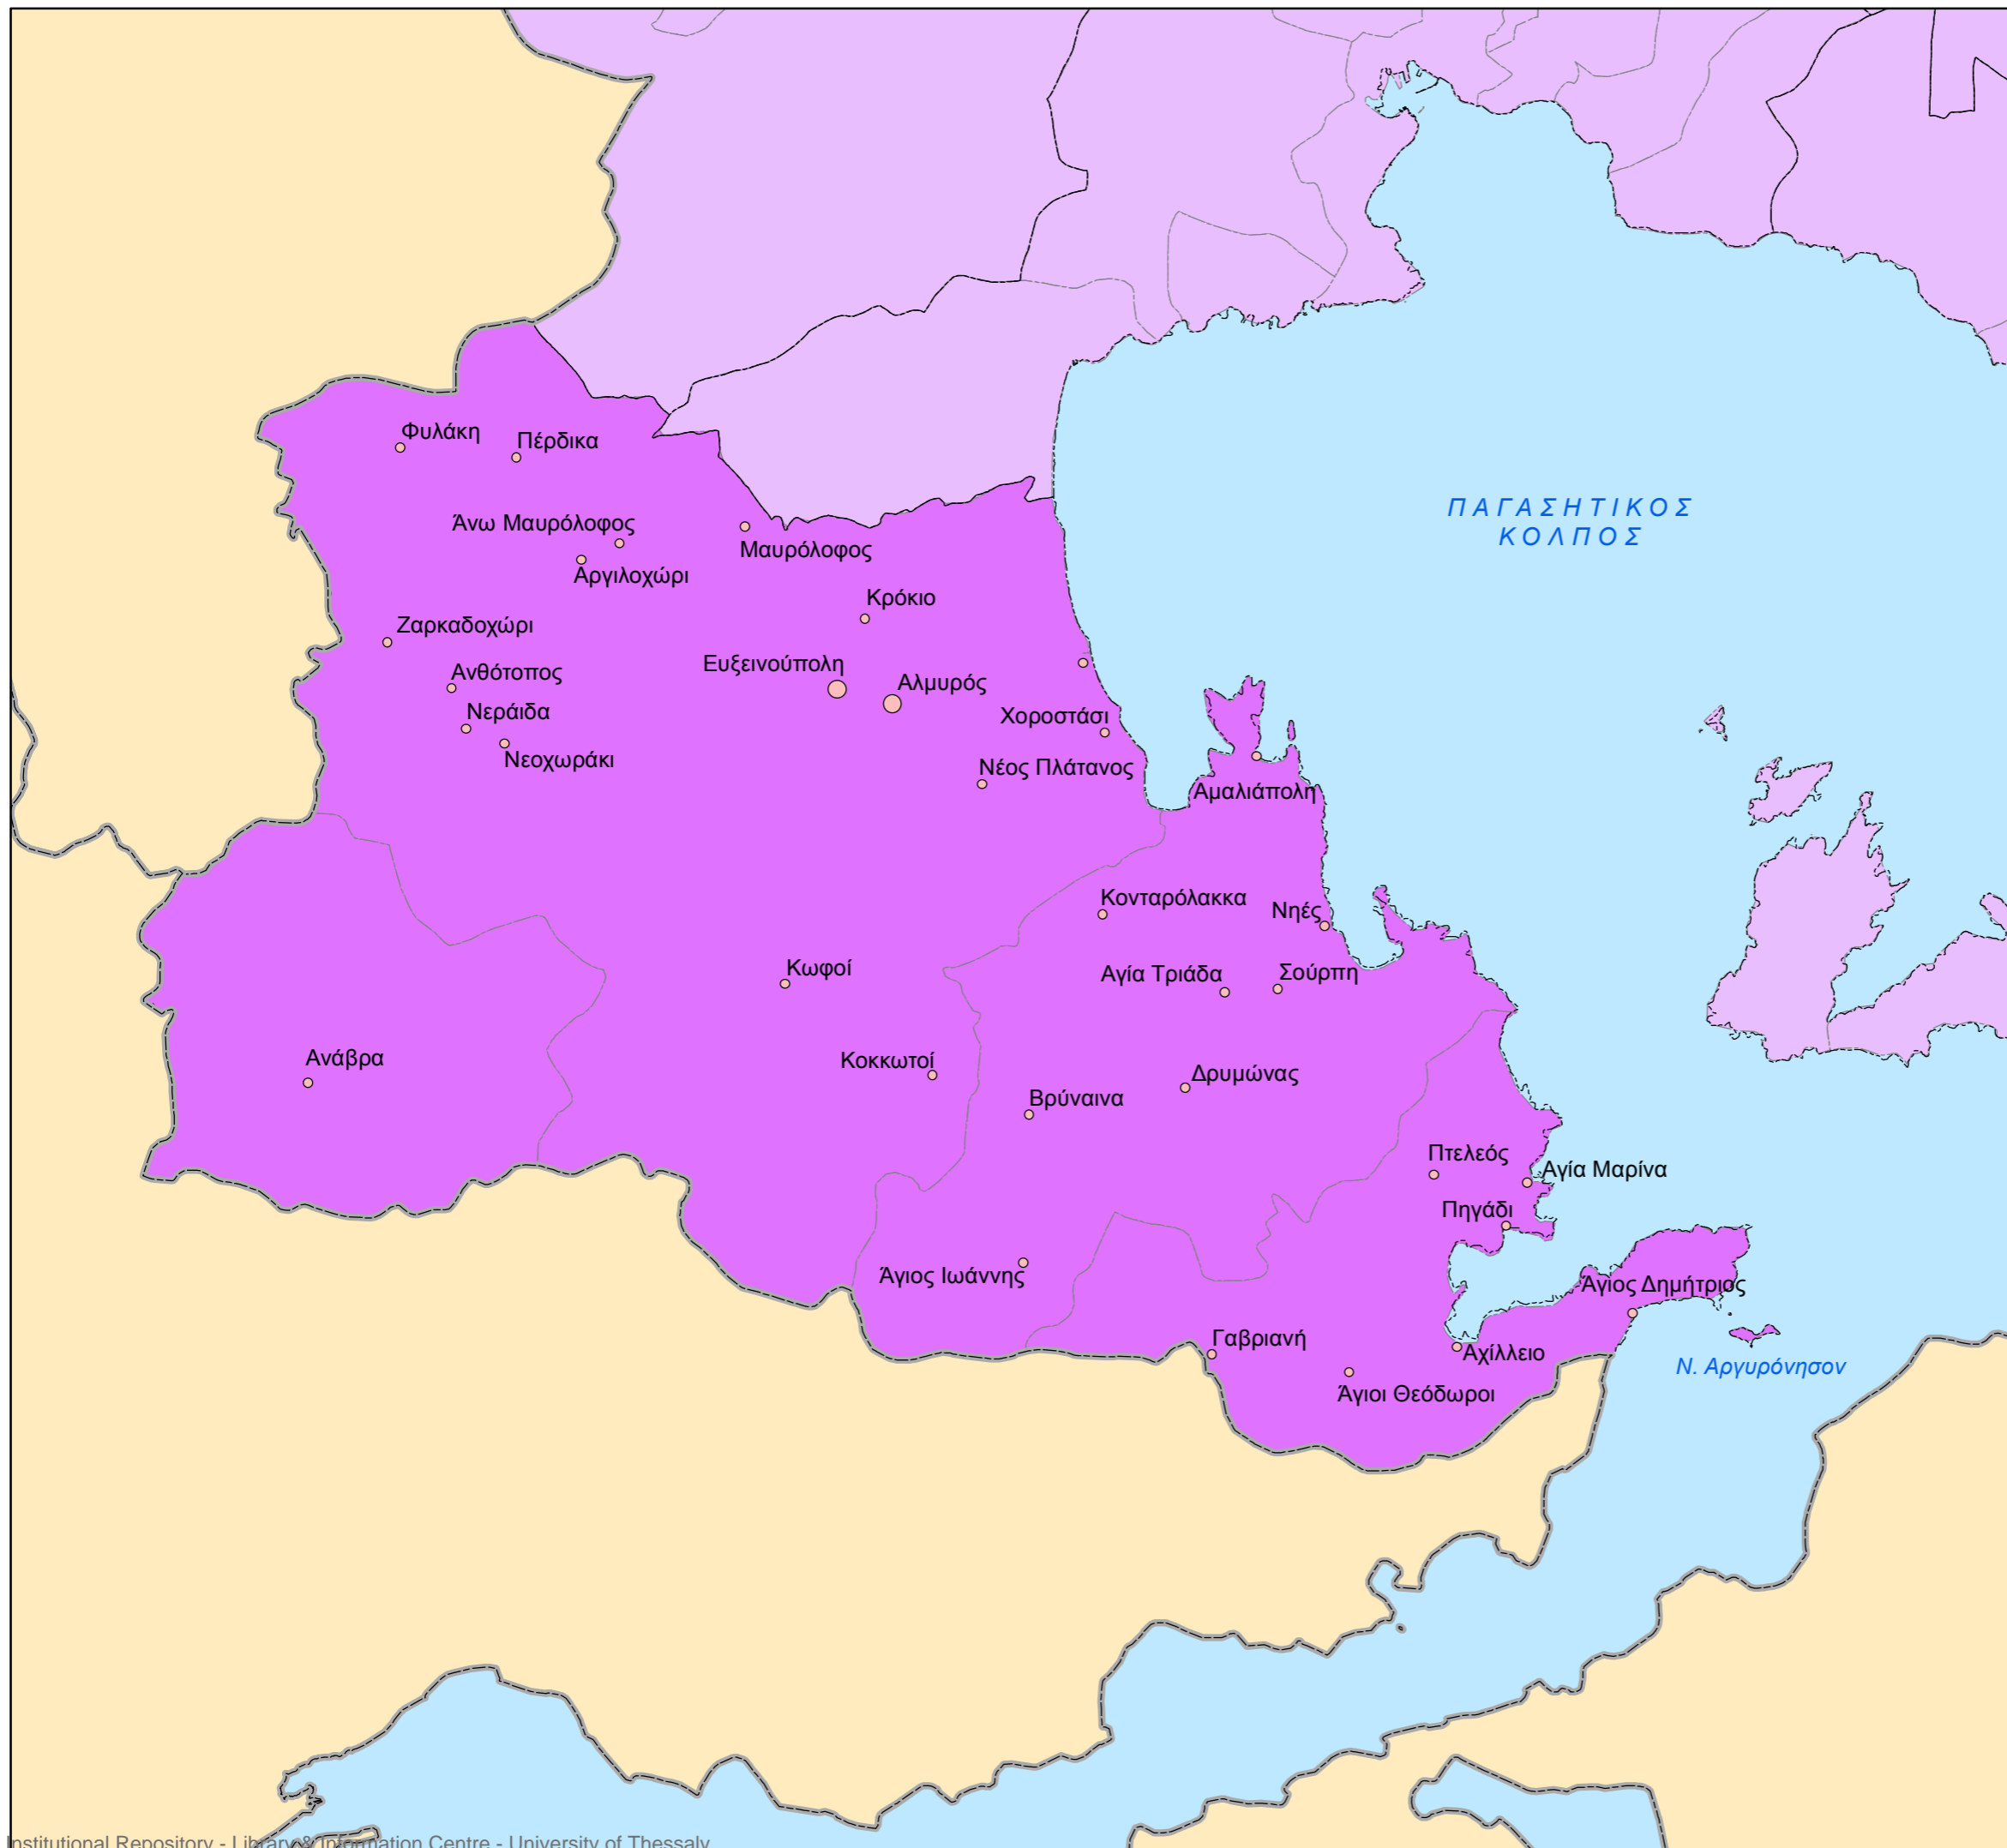 Φυλάκη
Πέρδικα
ΠΑΓΑΣΗΤΙΚΟΣ
ΚΟΛΠΟΣ
Άνω Μαυρόλοφος
Μαυρόλοφος
Αργιλοχώρι
Κρόκιο
Ζαρκαδοχώρι
Ευξεινούπολη
Ανθότοπος
Αλμυρός
Νεράιδα
Χοροστάσι
Νεοχωράκι
Νέος Πλάτανος
Αμαλιάπολη
Κονταρόλακκα
Νηές
Κωφοί
Αγία Τριάδα
Σούρπη
Ανάβρα
Κοκκωτοί
Δρυμώνας
Βρύναινα
Πτελεός
Αγία Μαρίνα
Πηγάδι
Άγιος Ιωάννης
Άγιος Δημήτριος
Γαβριανή
Αχίλλειο
Ν. Αργυρόνησον
Άγιοι Θεόδωροι
Institutional Repository - Library & Information Centre - University of Thessaly